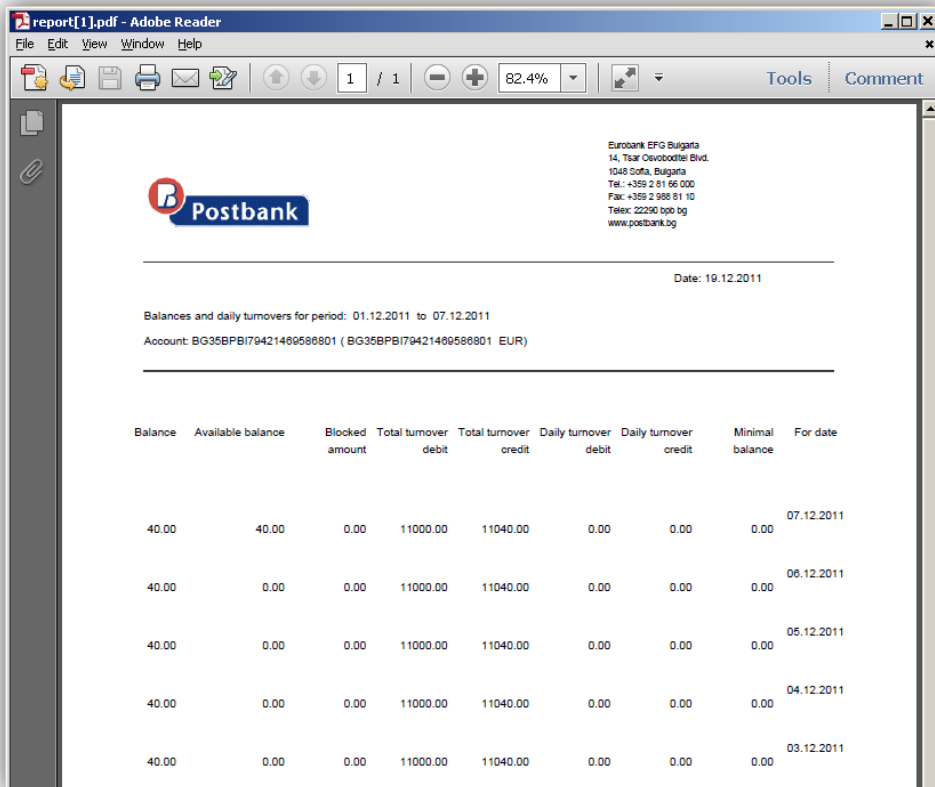 report[1].pdf - Adobe Reader
File Edit View Window Help
1 / 1 82.4% Tools Comment
Eurobank EFG Bulgaria
14, Tsar Osvoboditel Blvd.
1048 Sofia, Bulgaria
Tel.: +359 2 81 66 000
Fax: +359 2 988 81 10
Telex: 22290 bpb bg
www.postbank.bg
Postbank
Date: 19.12.2011
Balances and daily turnovers for period: 01.12.2011 to 07.12.2011
Account: BG35BPBI79421469586801 ( BG35BPBI79421469586801 EUR)
Balance Available balance Blocked Total turnover Total turnover Daily turnover Daily turnover Minimal For date
amount debit credit debit credit balance
07.12.2011
40.00 40.00 0.00 11000.00 11040.00 0.00 0.00 0.00
06.12.2011
40.00 0.00 0.00 11000.00 11040.00 0.00 0.00 0.00
05.12.2011
40.00 0.00 0.00 11000.00 11040.00 0.00 0.00 0.00
04.12.2011
40.00 0.00 0.00 11000.00 11040.00 0.00 0.00 0.00
03.12.2011
40.00 0.00 0.00 11000.00 11040.00 0.00 0.00 0.00